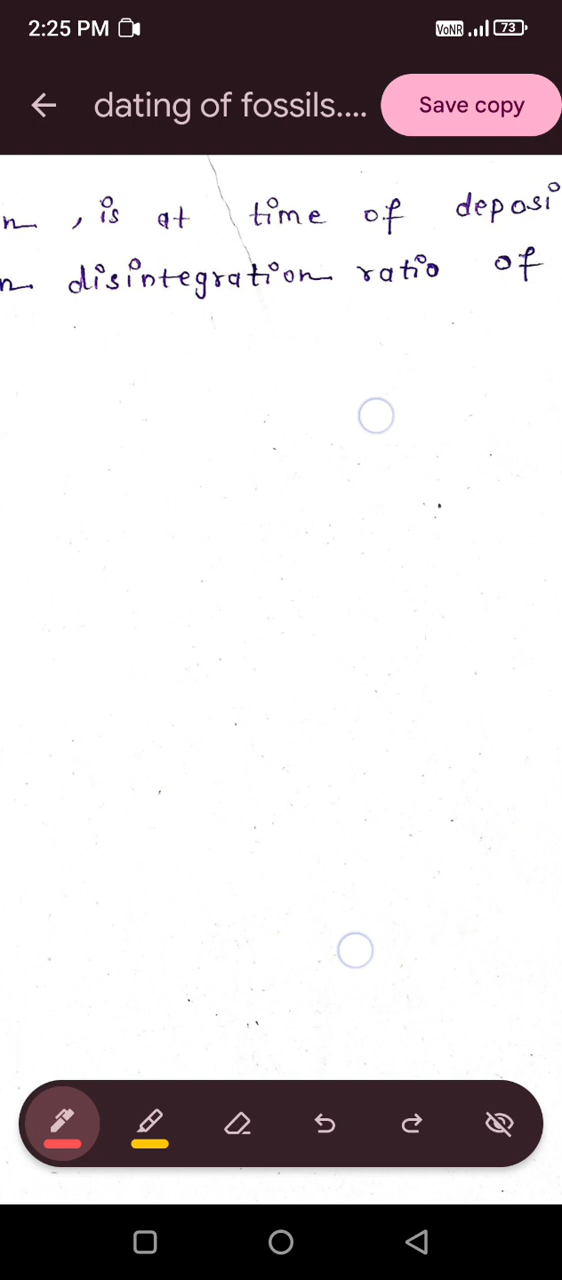 2:25 PM VoNR 73
dating of fossils.... Save copy
n , is at time of deposi
n disintegration ratio of